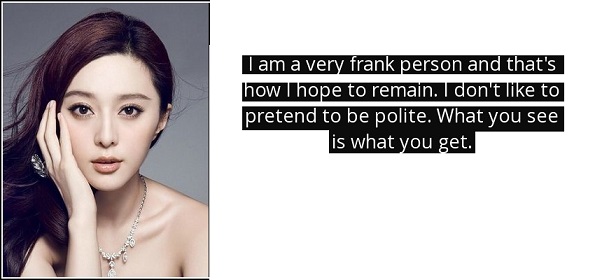 I am a very frank person and that's
how I hope to remain. I don't like to
pretend to be polite. What you see
is what you get.